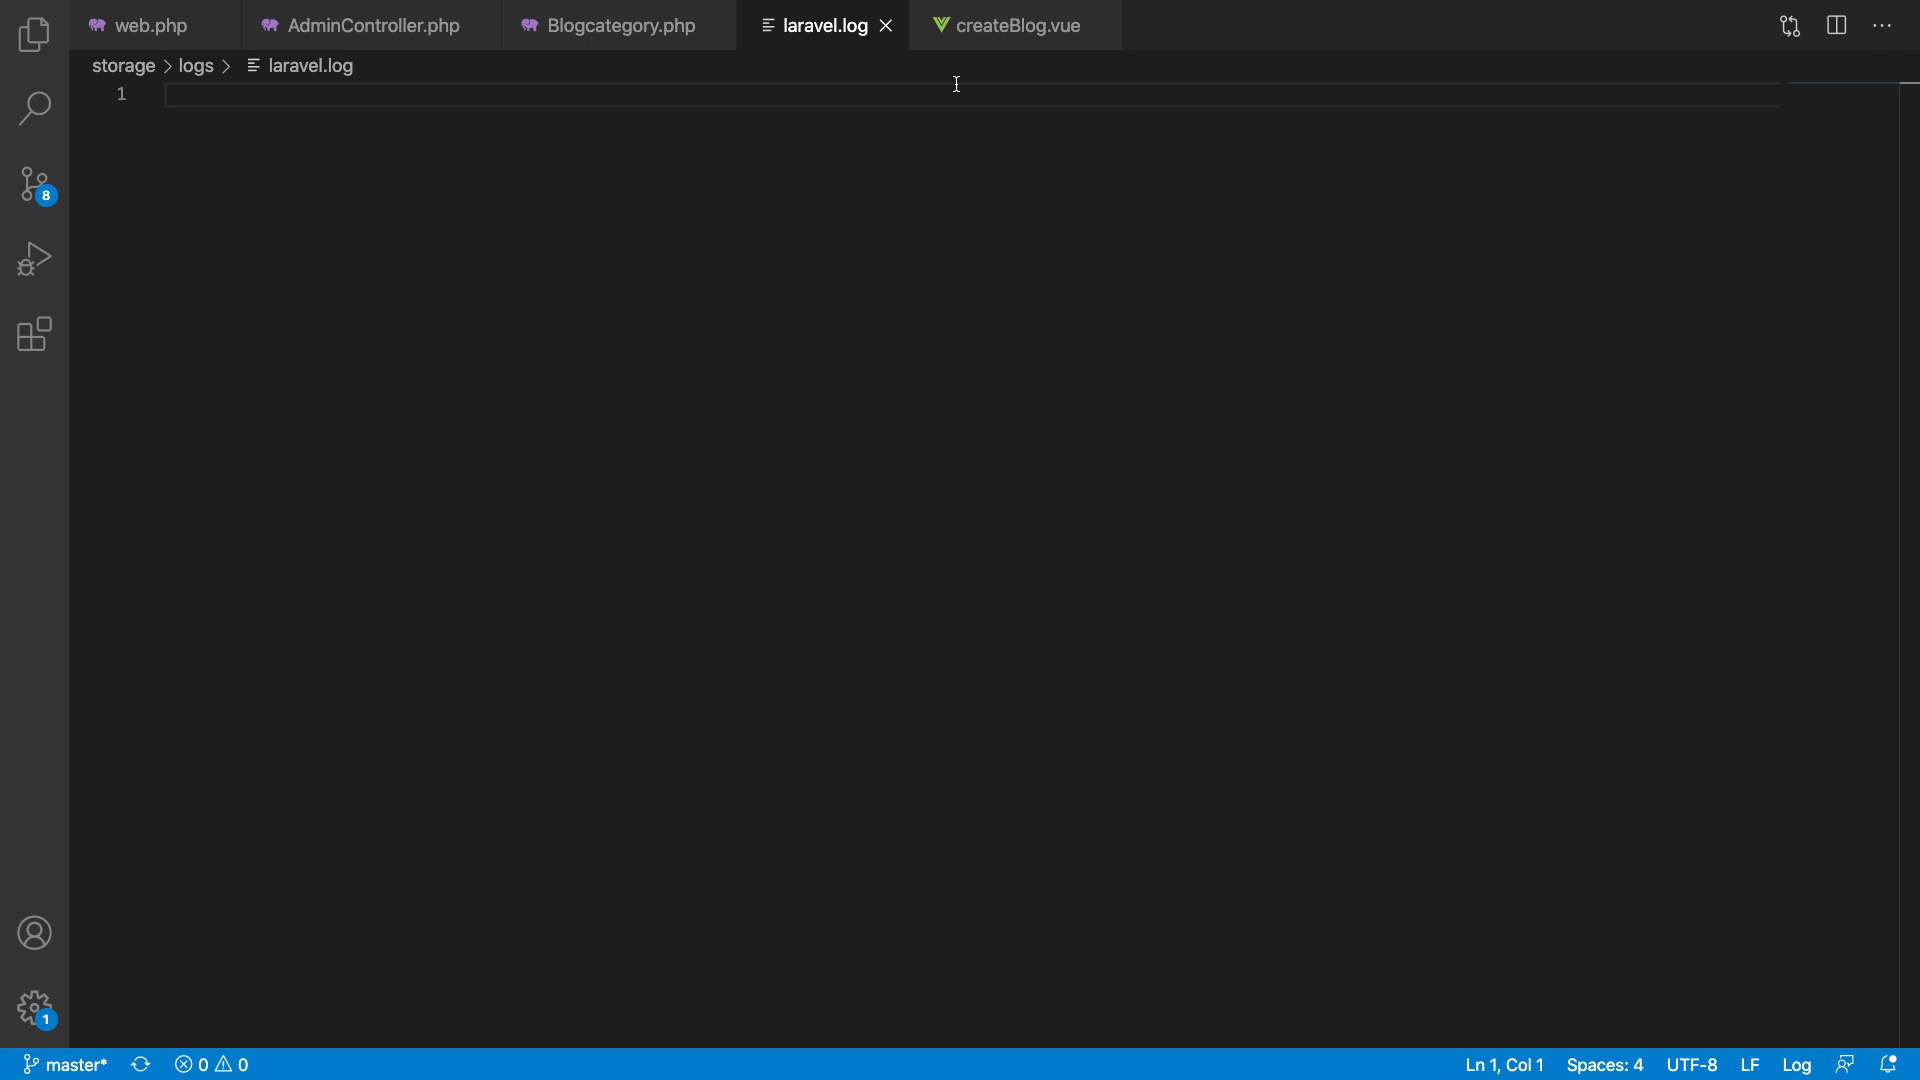 web.php AdminController.php Blogcategory.php laravel.log createBlog.vue
storage > logs > laravel.log
1
8
1
master* 0 0 Ln 1, Col 1 Spaces: 4 UTF-8 LF Log